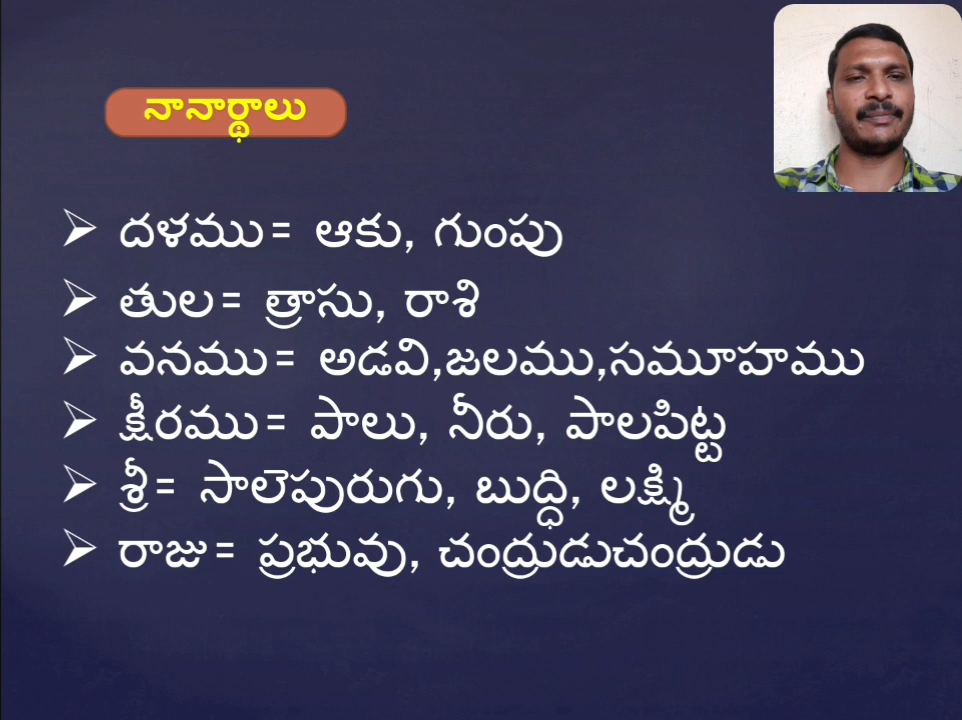 నానార్థాలు
దళము= ఆకు, గుంపు
తుల= త్రాసు, రాశి
వనము= అడవి,జలము,సమూహము
క్షీరము= పాలు, నీరు, పాలపిట్ట
శ్రీ= సాలెపురుగు, బుద్ధి, లక్ష్మి
రాజు= ప్రభువు, చంద్రుడుచంద్రుడు